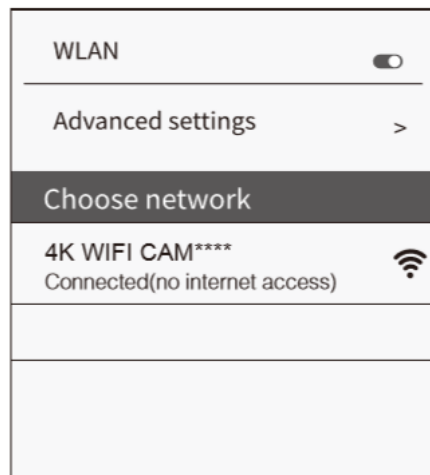 WLAN
Advanced settings >
Choose network
4K WIFI CAM****
Connected(no internet access)